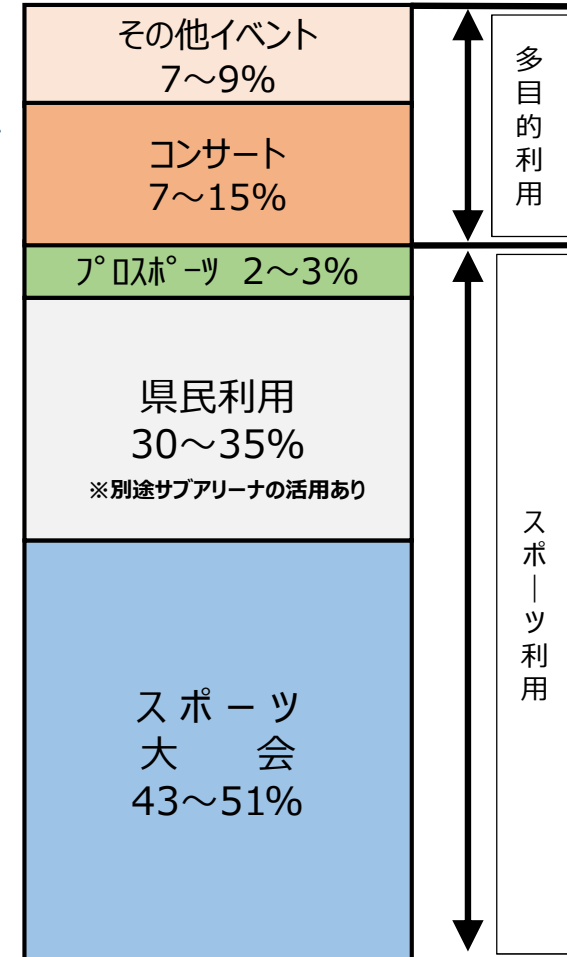 その他イベント
7～9%
コンサート
7～15%
ﾌﾟﾛｽﾎﾟｰﾂ 2～3%
県民利用
30～35%
※別途サブアリーナの活用あり
スポーツ
大　会
43～51%
多目的利用
スポーツ利用